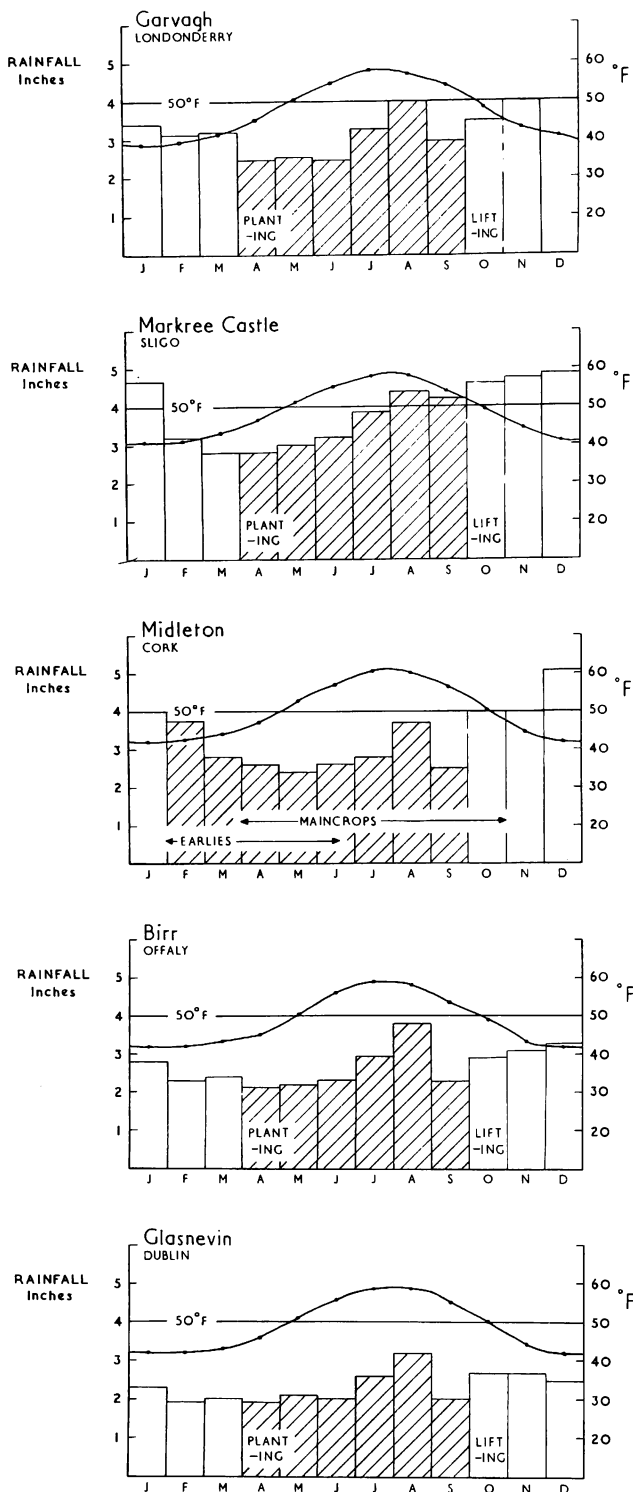 Garvagh
LONDONDERRY
RAINFALL
Inches
°F
5
4
3
2
1
50°F
60
50
40
30
20
PLANT
-ING
LIFT
-ING
J F M A M J J A S O N D
Markree Castle
SLIGO
RAINFALL
Inches
°F
5
4
3
2
1
50°F
60
50
40
30
20
PLANT
-ING
LIFT
-ING
J F M A M J J A S O N D
Midleton
CORK
RAINFALL
Inches
°F
5
4
3
2
1
50°F
60
50
40
30
20
MAINCROPS
EARLIES
J F M A M J J A S O N D
Birr
OFFALY
RAINFALL
Inches
°F
5
4
3
2
1
50°F
60
50
40
30
20
PLANT
-ING
LIFT
-ING
J F M A M J J A S O N D
Glasnevin
DUBLIN
RAINFALL
Inches
°F
5
4
3
2
1
50°F
60
50
40
30
20
PLANT
-ING
LIFT
-ING
J F M A M J J A S O N D